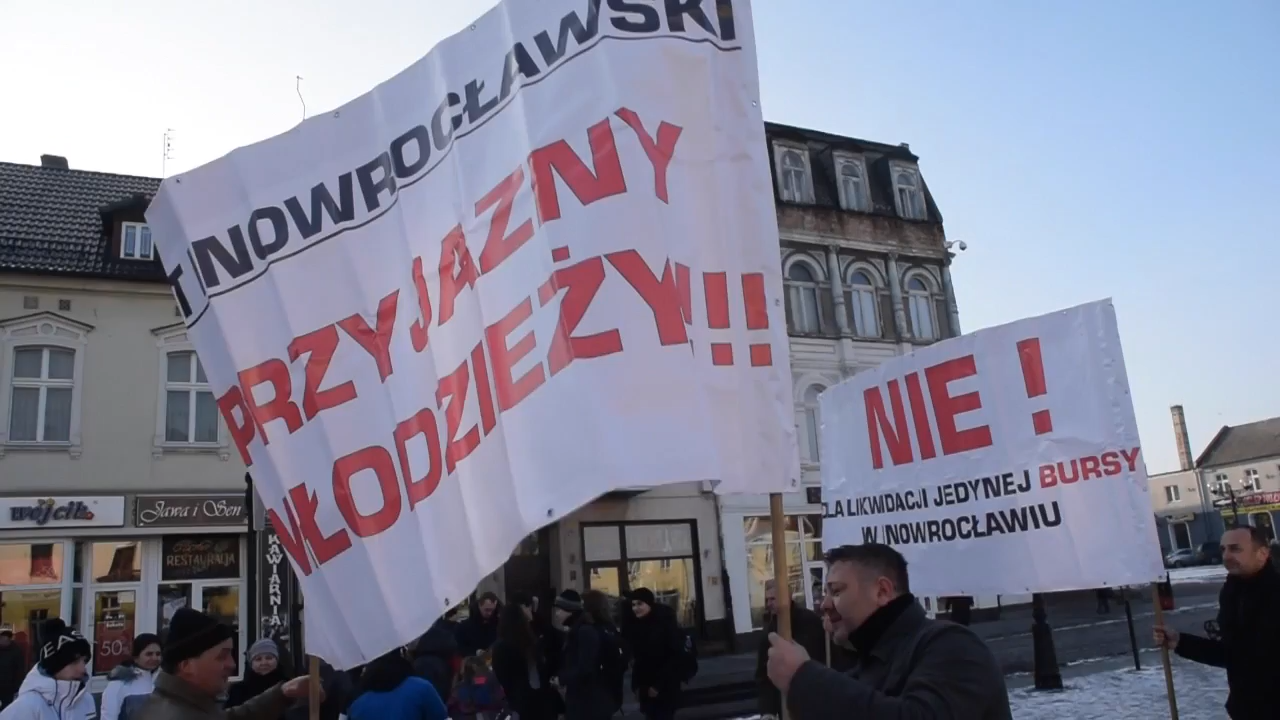 T INOWROCŁAWSKI
PRZYJAZNY
MŁODZIEŻY!!!
NIE !
DLA LIKWIDACJI JEDYNEJ BURSY
W INOWROCŁAWIU
wójcik
Jawa i Sen
RESTAURACJA
KAWIARNIA
50